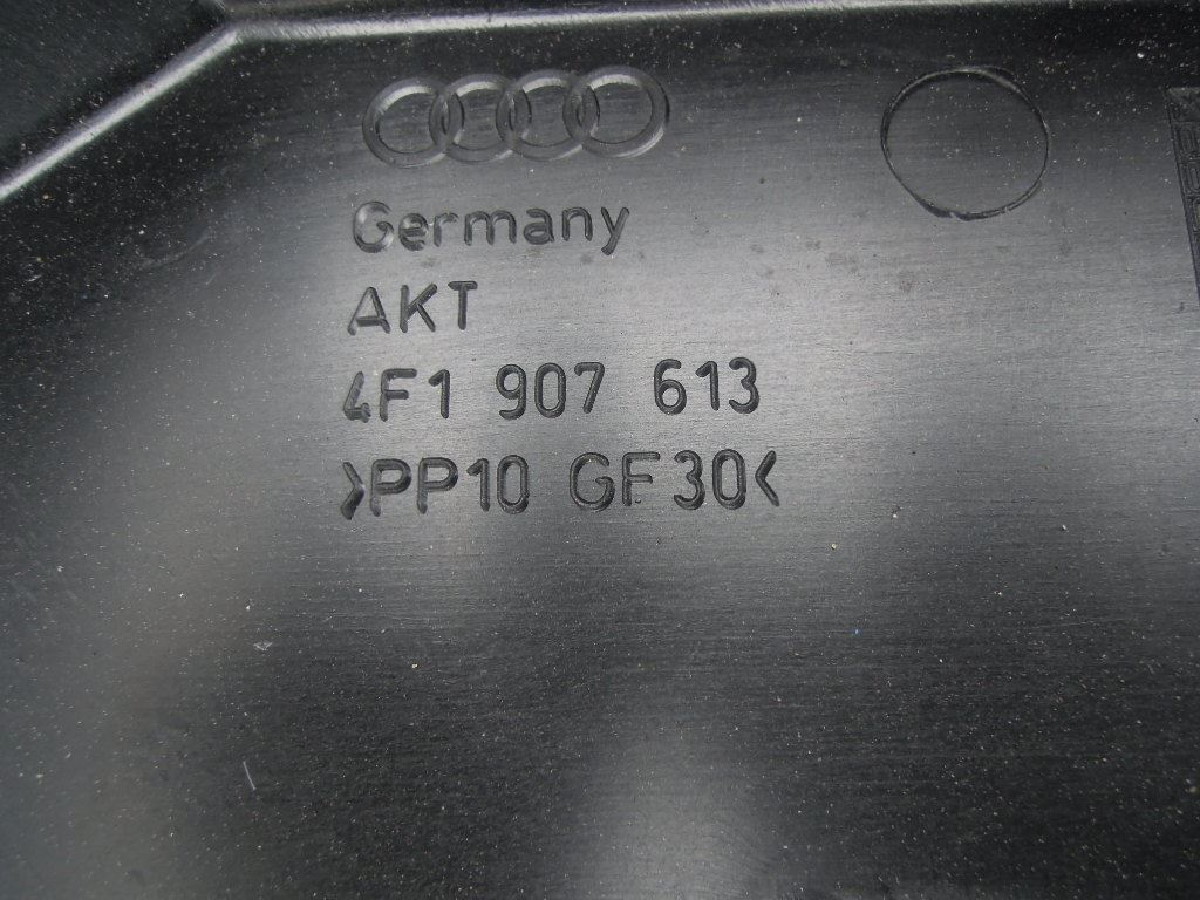 Germany
AKT
4F1 907 613
>PP10 GF30<